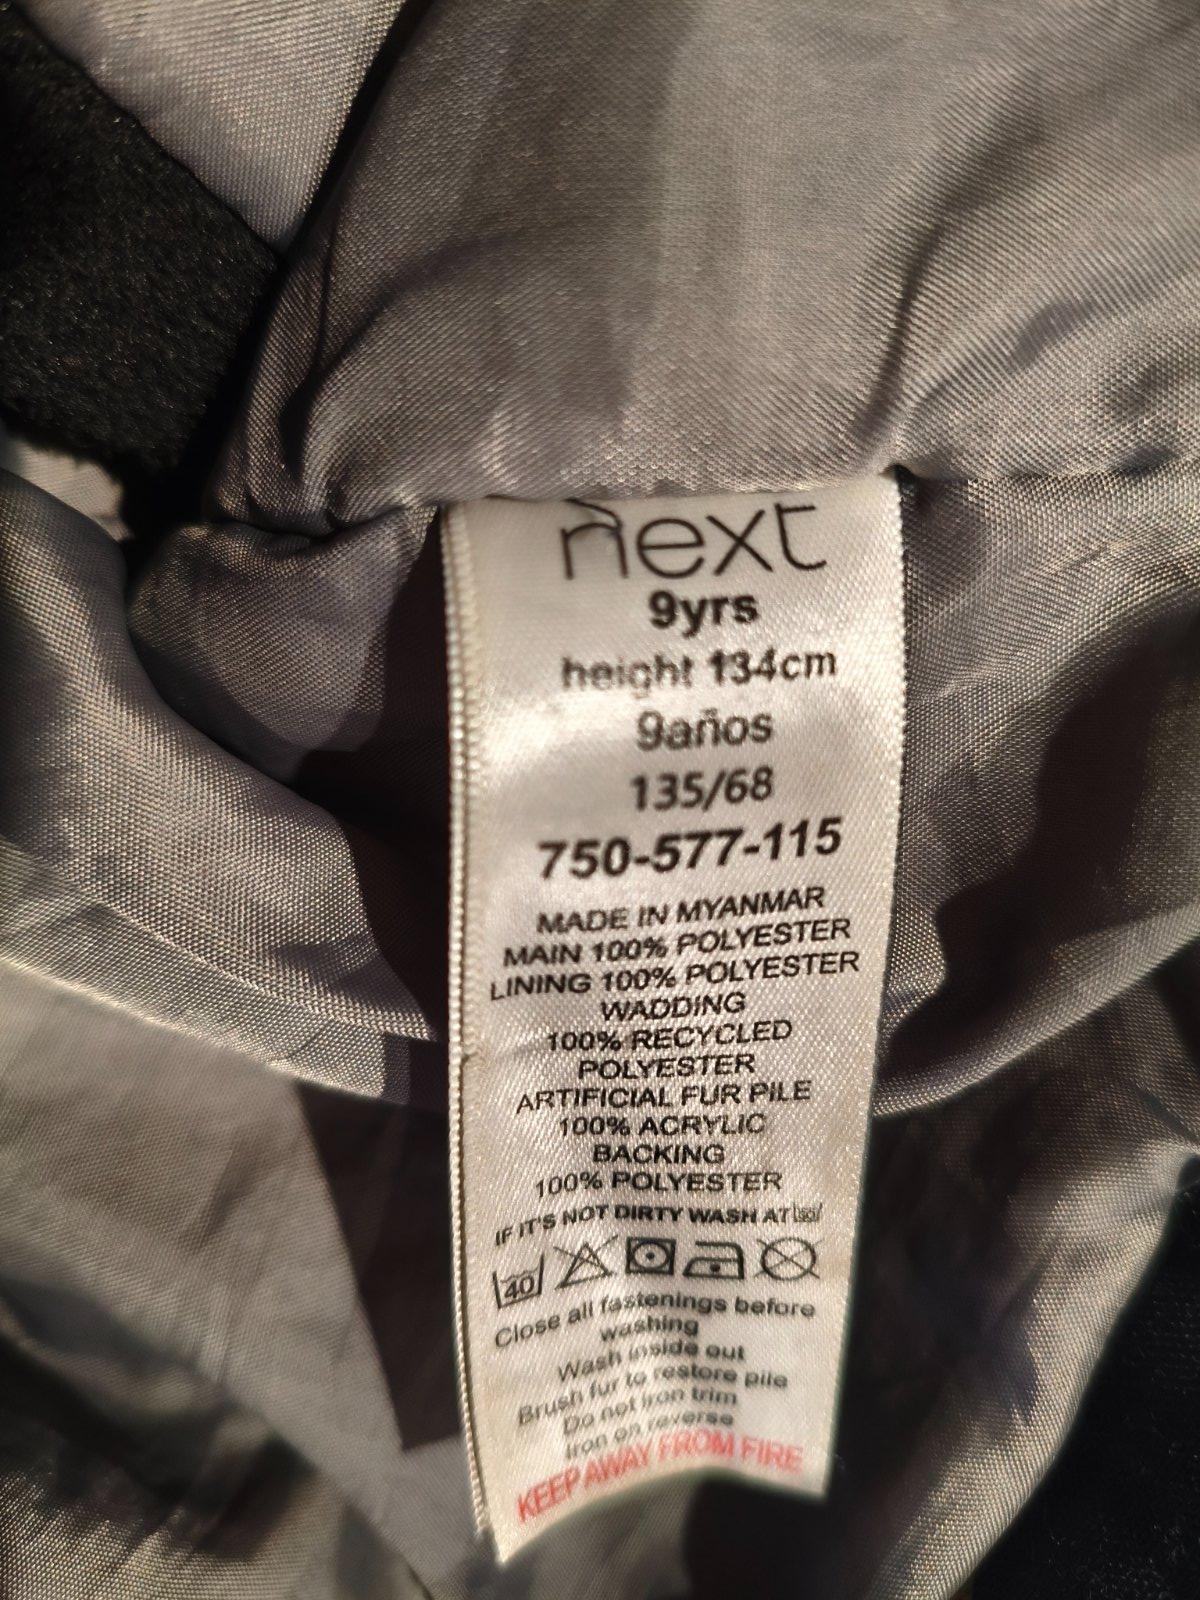 next
9yrs
height 134cm
9años
135/68
750-577-115
MADE IN MYANMAR
MAIN 100% POLYESTER
LINING 100% POLYESTER
WADDING
100% RECYCLED
POLYESTER
ARTIFICIAL FUR PILE
100% ACRYLIC
BACKING
100% POLYESTER
IF IT'S NOT DIRTY WASH AT
40
Close all fastenings before
washing
Wash inside out
Brush fur to restore pile
Do not iron trim
Iron on reverse
KEEP AWAY FROM FIRE